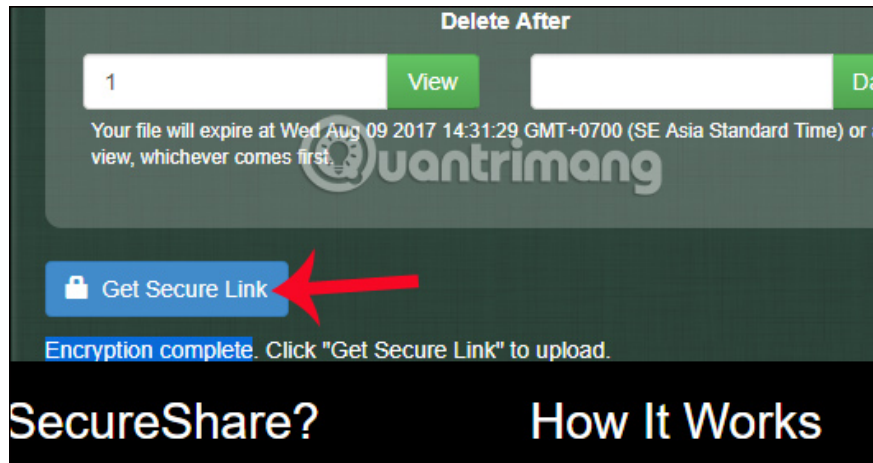 Delete After
1 View Da
Your file will expire at Wed Aug 09 2017 14:31:29 GMT+0700 (SE Asia Standard Time) or a
view, whichever comes first.
Quantrimang
Get Secure Link
Encryption complete. Click "Get Secure Link" to upload.
SecureShare? How It Works